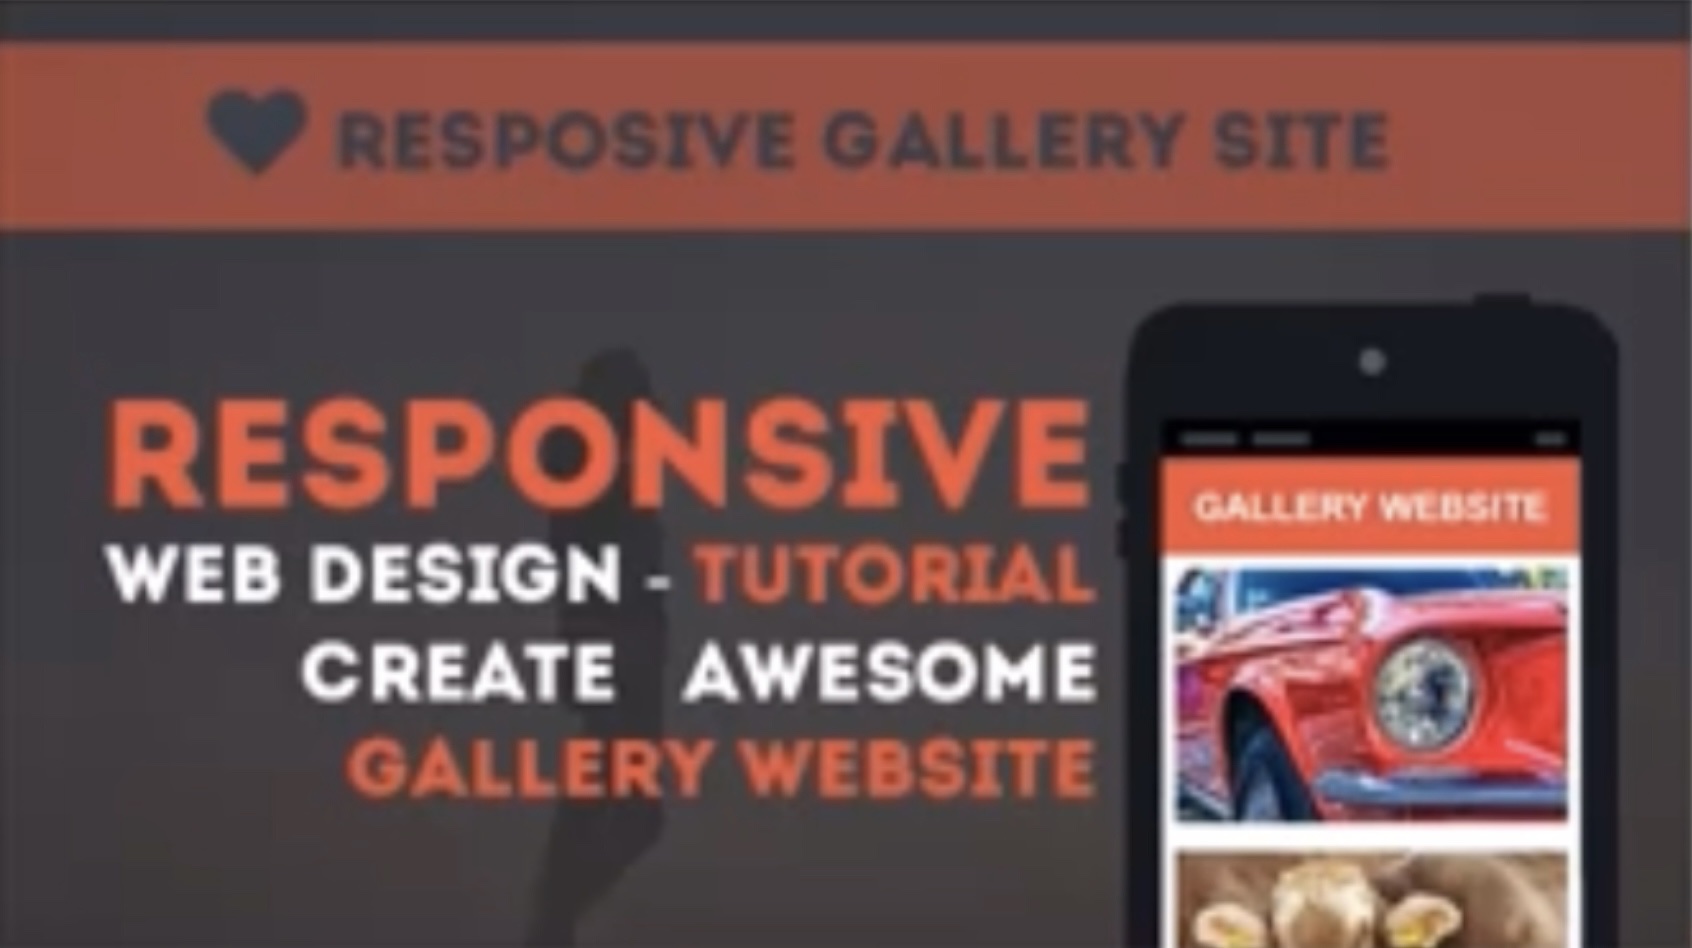 RESPOSIVE GALLERY SITE
RESPONSIVE
WEB DESIGN - TUTORIAL
CREATE AWESOME
GALLERY WEBSITE
GALLERY WEBSITE